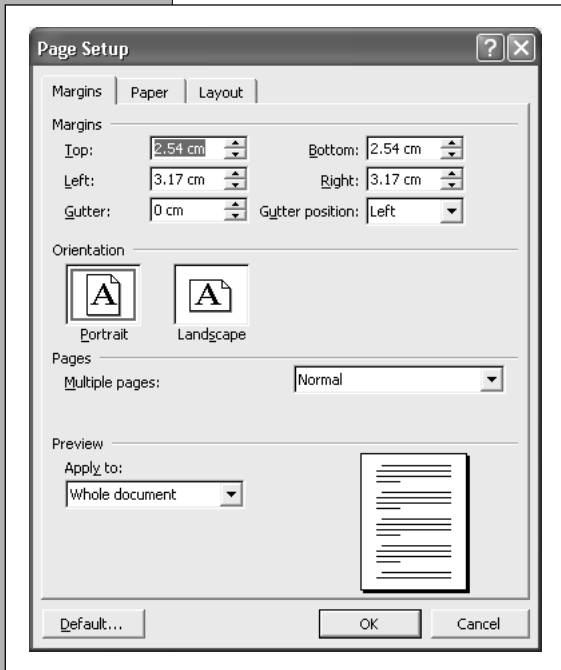 Page Setup
Margins Paper Layout
Margins
Top: 2.54 cm Bottom: 2.54 cm
Left: 3.17 cm Right: 3.17 cm
Gutter: 0 cm Gutter position: Left
Orientation
A A
Portrait Landscape
Pages
Multiple pages: Normal
Preview
Apply to:
Whole document
Default... OK Cancel